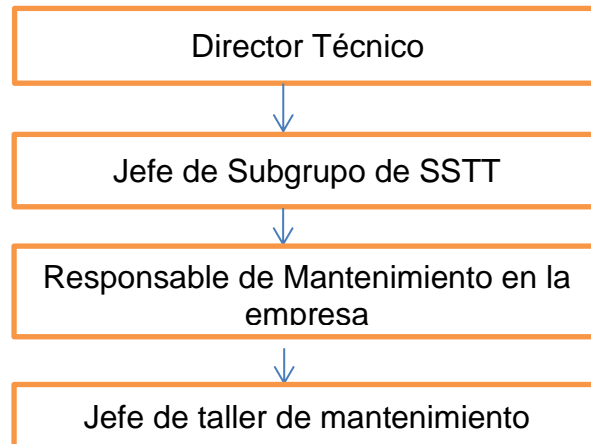 Director Técnico
Jefe de Subgrupo de SSTT
Responsable de Mantenimiento en la
empresa
Jefe de taller de mantenimiento